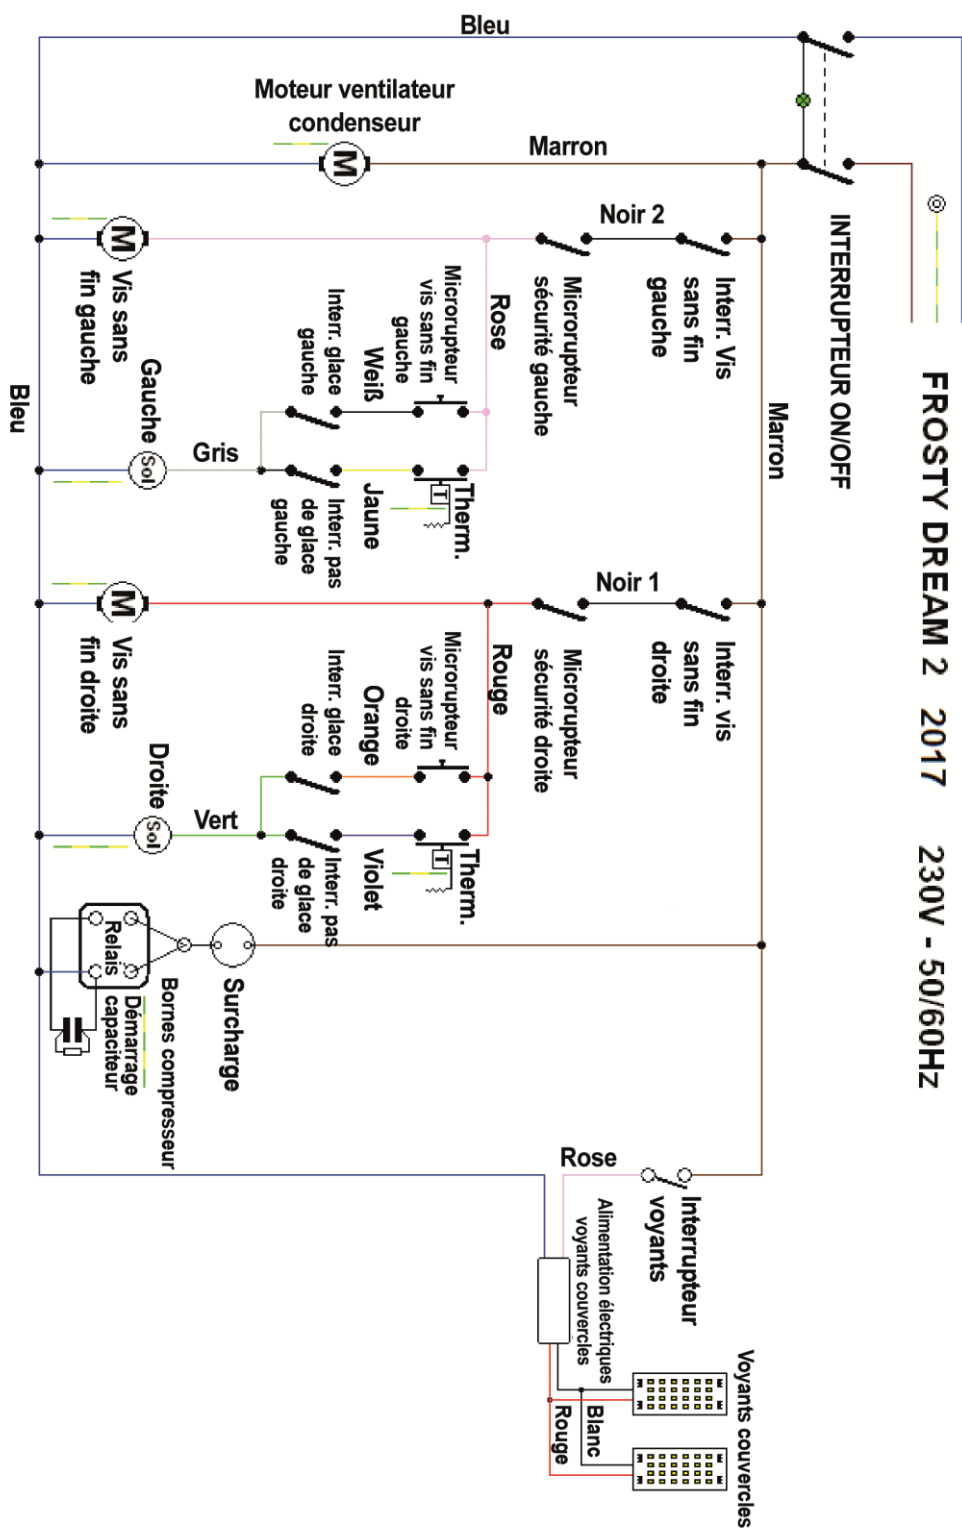 FROSTY DREAM 2 2017 230V - 50/60Hz
Bleu
Moteur ventilateur
condenseur
Marron
INTERRUPTEUR ON/OFF
Noir 2
Interr. Vis
sans fin
gauche
Microrupteur
sécurité gauche
Rose
Microrupteur
vis sans fin
gauche
Weiß
Interr. glace
gauche
M
M
Vis sans
fin gauche
Gauche
Sol
Gris
Therm.
T
Jaune
Interr. pas
de glace
gauche
Marron
Bleu
Noir 1
Interr. vis
sans fin
droite
Microrupteur
sécurité droite
Rouge
Microrupteur
vis sans fin
droite
Orange
Interr. glace
droite
M
Vis sans
fin droite
Droite
Sol
Vert
Therm.
T
Violet
Interr. pas
de glace
droite
Surcharge
Relais
Bornes compresseur
Démarrage
capaciteur
Rose
Interrupteur
voyants
Alimentation électriques
voyants couvercles
Voyants couvercles
Blanc
Rouge